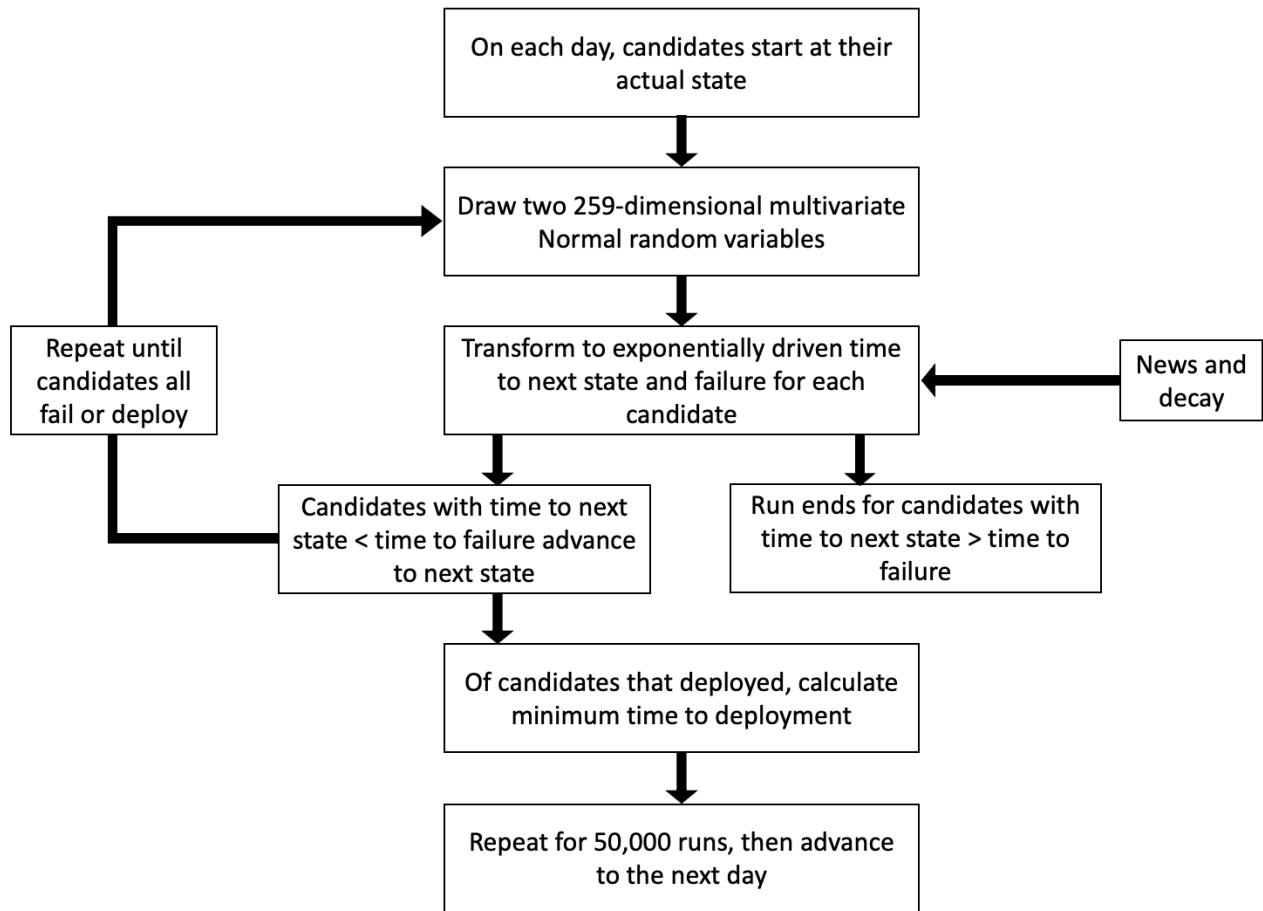 On each day, candidates start at their
actual state
Draw two 259-dimensional multivariate
Normal random variables
Repeat until
candidates all
fail or deploy
Transform to exponentially driven time
to next state and failure for each
candidate
News and
decay
Candidates with time to next
state < time to failure advance
to next state
Run ends for candidates with
time to next state > time to
failure
Of candidates that deployed, calculate
minimum time to deployment
Repeat for 50,000 runs, then advance
to the next day